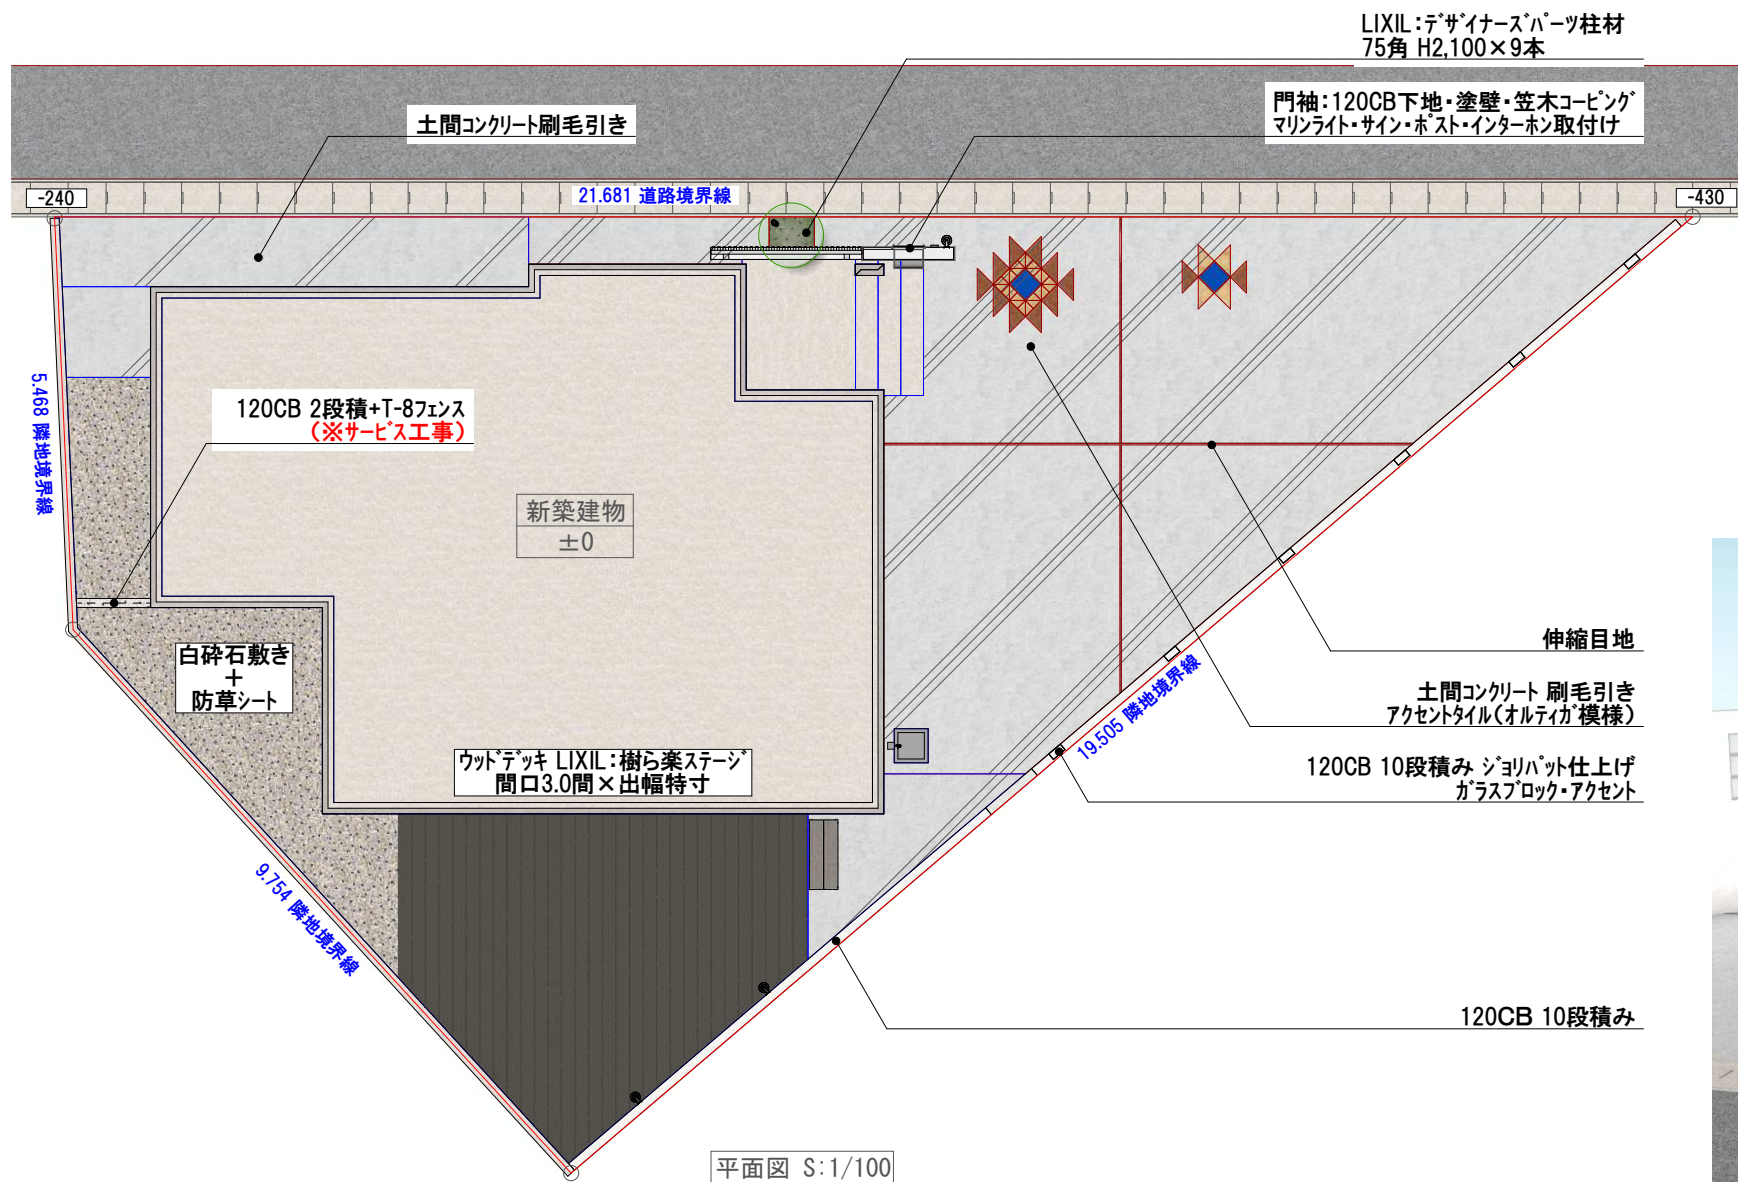 LIXIL：ﾃﾞｻﾞｲﾅｰｽﾞﾊﾟｰﾂ柱材
75角 H2,100×9本
門袖：120CB下地・塗壁・笠木ｺｰﾋﾟﾝｸﾞ
ﾏﾘﾝﾗｲﾄ・ｻｲﾝ・ﾎﾟｽﾄ・ｲﾝﾀｰﾎﾝ取付け
土間ｺﾝｸﾘｰﾄ刷毛引き
-240
21.681 道路境界線
-430
5.468 隣地境界線
120CB 2段積+T-8ﾌｪﾝｽ
（※ｻｰﾋﾞｽ工事）
新築建物
±0
伸縮目地
白砕石敷き
＋
防草ｼｰﾄ
19.505 隣地境界線
土間ｺﾝｸﾘｰﾄ 刷毛引き
ｱｸｾﾝﾄﾀｲﾙ（ｵﾙﾃｨｶﾞ模様）
ｳｯﾄﾞﾃﾞｯｷ LIXIL：樹ら楽ｽﾃｰｼﾞ
間口3.0間×出幅特寸
120CB 10段積み ｼﾞｮﾘﾊﾟｯﾄ仕上げ
ｶﾞﾗｽﾌﾞﾛｯｸ・ｱｸｾﾝﾄ
9.754 隣地境界線
120CB 10段積み
平面図 S：1/100